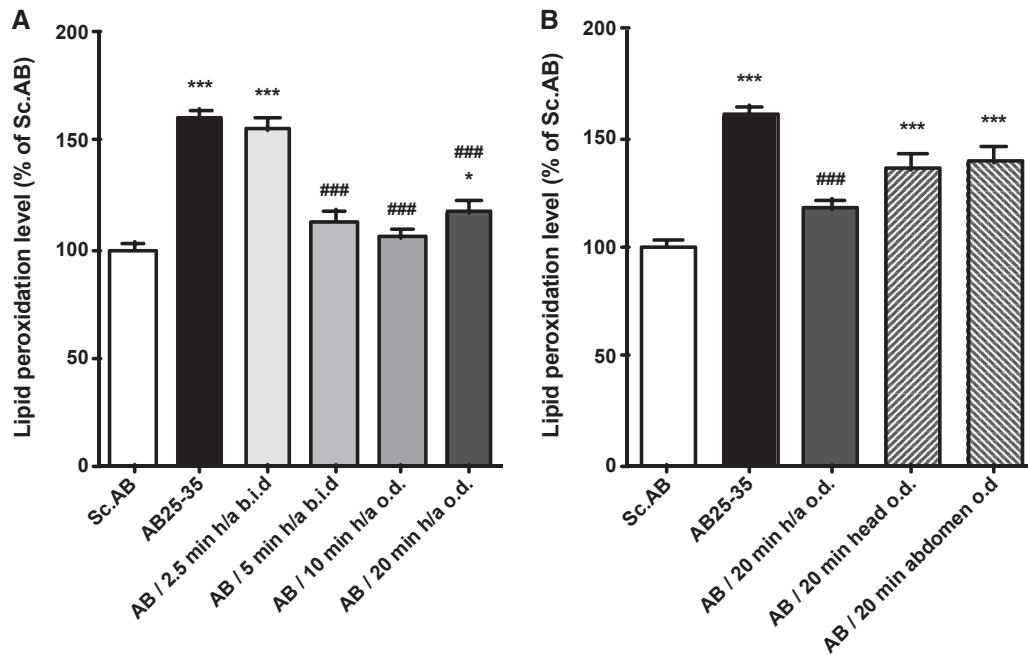 A
Lipid peroxidation level (% of Sc.AB)
200
150
100
50
0
***
***
###
###
###
*
Sc.AB
AB25-35
AB / 2.5 min h/a b.i.d
AB / 5 min h/a b.i.d
AB / 10 min h/a o.d.
AB / 20 min h/a o.d.
B
Lipid peroxidation level (% of Sc.AB)
200
150
100
50
0
***
###
***
***
Sc.AB
AB25-35
AB / 20 min h/a o.d.
AB / 20 min head o.d.
AB / 20 min abdomen o.d